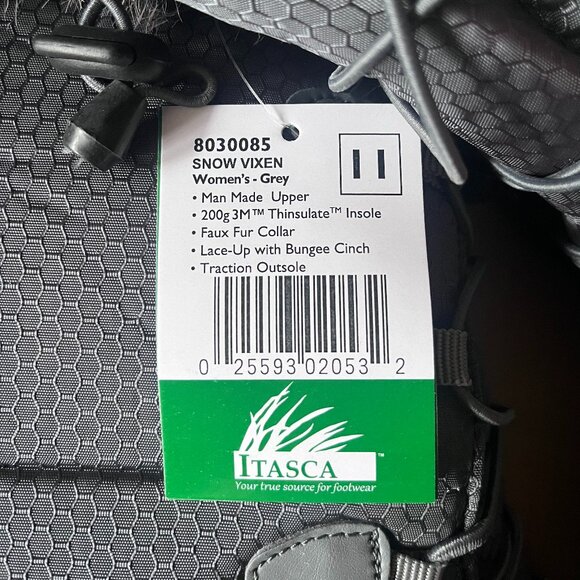 8030085
SNOW VIXEN
Women's - Grey
11
• Man Made Upper
• 200g 3M™ Thinsulate™ Insole
• Faux Fur Collar
• Lace-Up with Bungee Cinch
• Traction Outsole
0 25593 02053 2
ITASCA™
Your true source for footwear